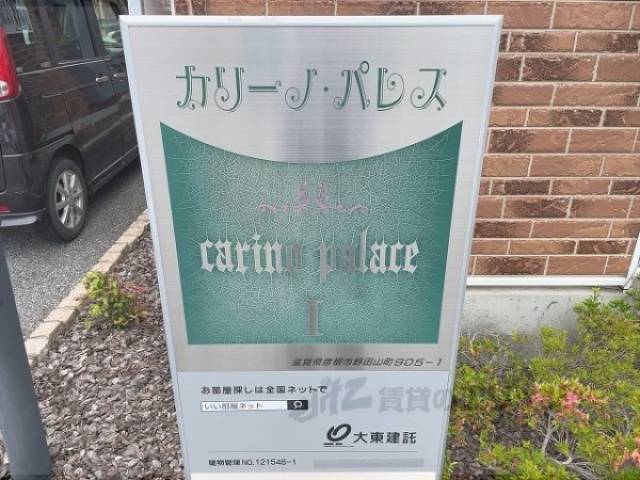 カリーノ・パレス
carino palace
I
滋賀県彦根市野田山町905-1
お部屋探しは全国ネットで
いい部屋ネット
賃貸の
大東建託
建物管理NO.121548-1